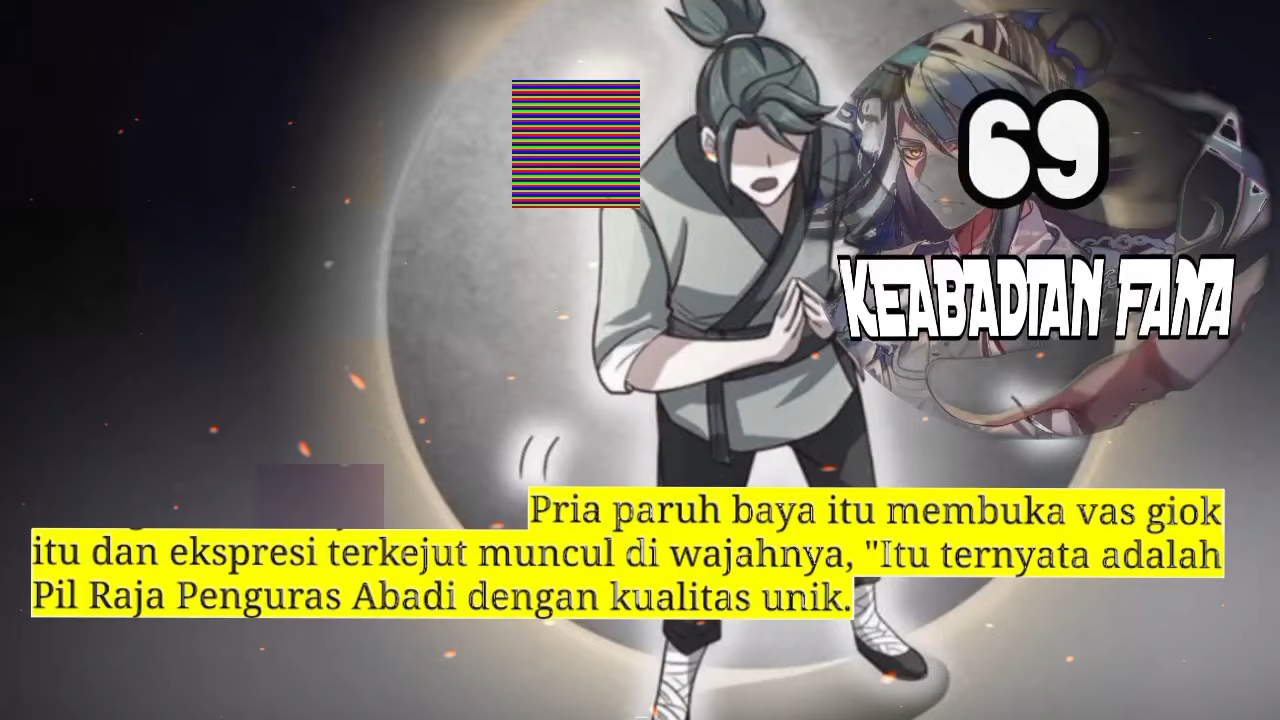 69
KEABADIAN FANA
Pria paruh baya itu membuka vas giok
itu dan ekspresi terkejut muncul di wajahnya, "Itu ternyata adalah
Pil Raja Penguras Abadi dengan kualitas unik.